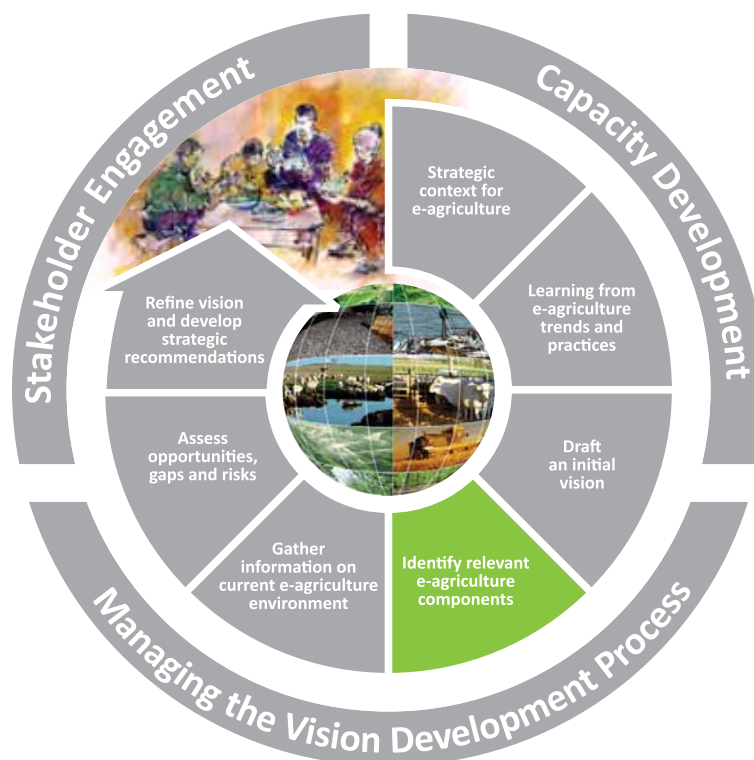 Stakeholder Engagement
Capacity Development
Strategic
context for
e-agriculture
Learning from
e-agriculture
trends and
practices
Draft
an initial
vision
Identify relevant
e-agriculture
components
Gather
information on
current e-agriculture
environment
Assess
opportunities,
gaps and risks
Refine vision
and develop
strategic
recommendations
Managing the Vision Development Process